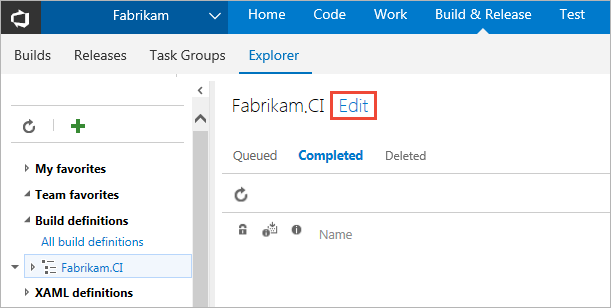 Fabrikam Home Code Work Build & Release Test
Builds Releases Task Groups Explorer
Fabrikam.CI Edit
Queued Completed Deleted
Name
My favorites
Team favorites
Build definitions
All build definitions
Fabrikam.CI
XAML definitions